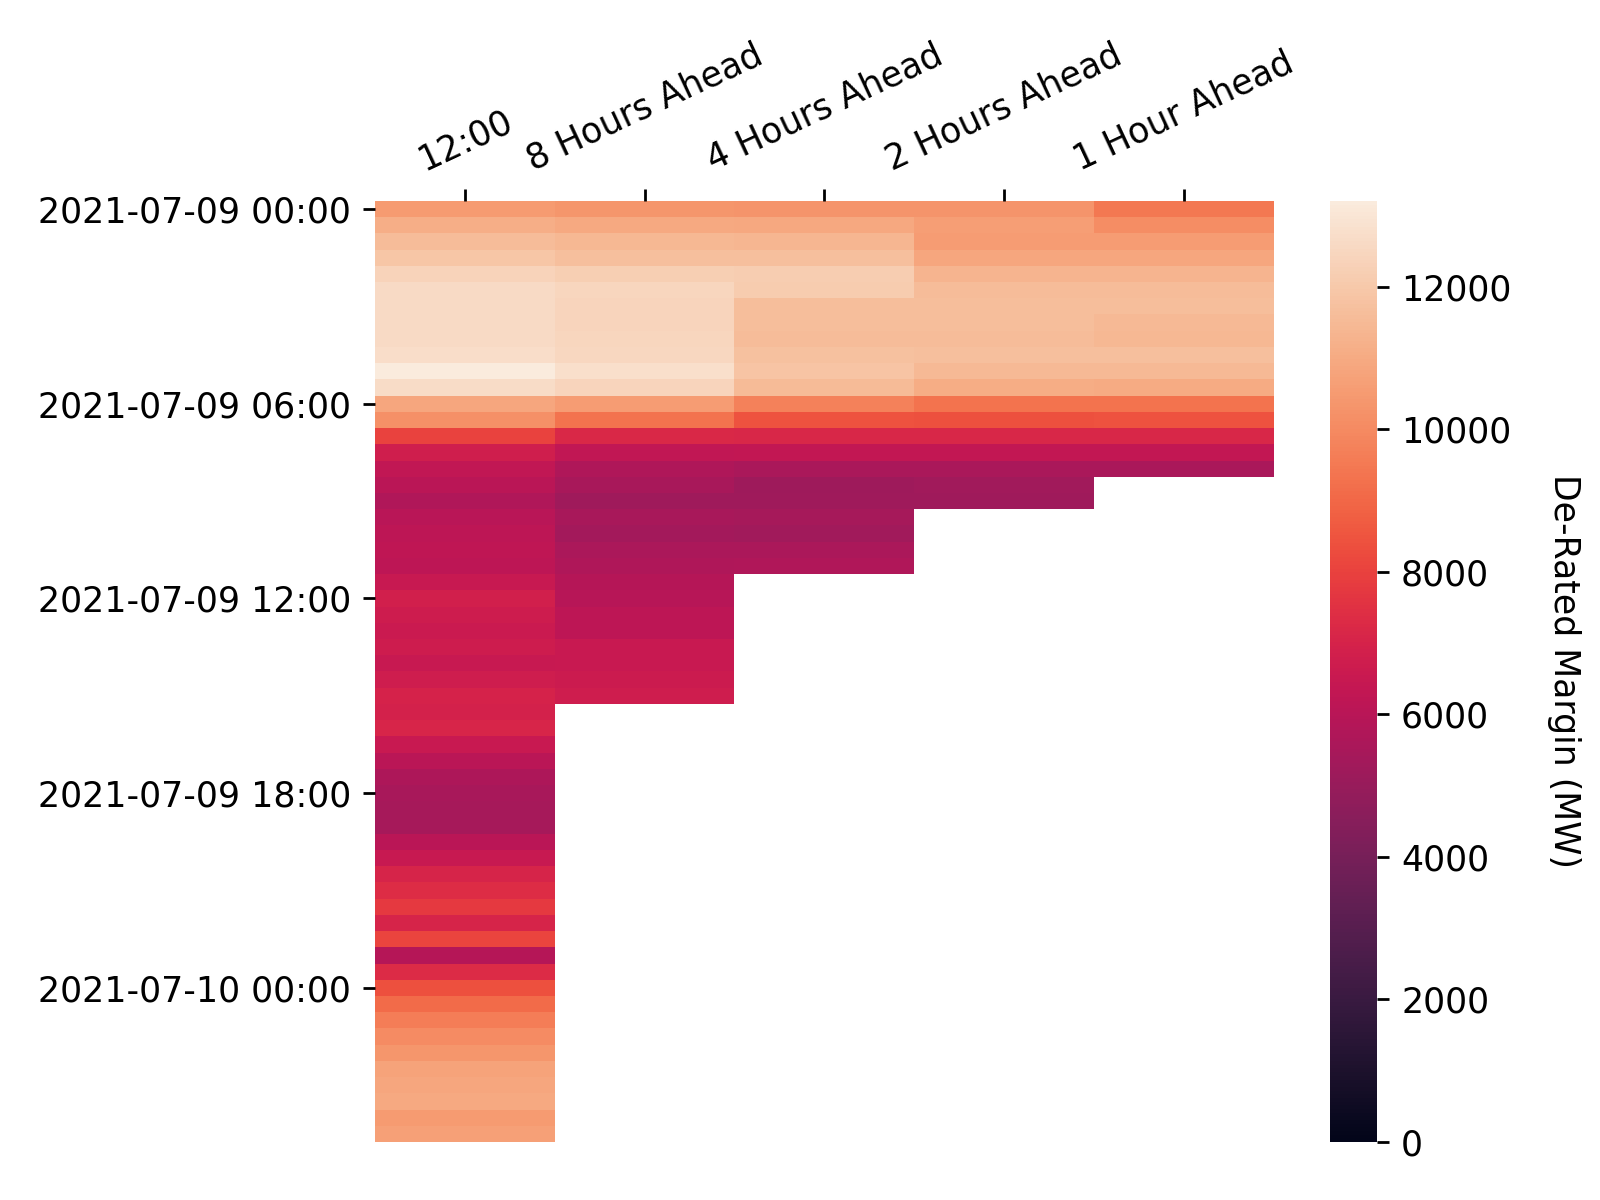 12:00
8 Hours Ahead
4 Hours Ahead
2 Hours Ahead
1 Hour Ahead
2021-07-09 00:00
2021-07-09 06:00
2021-07-09 12:00
2021-07-09 18:00
2021-07-10 00:00
12000
10000
8000
6000
4000
2000
0
De-Rated Margin (MW)